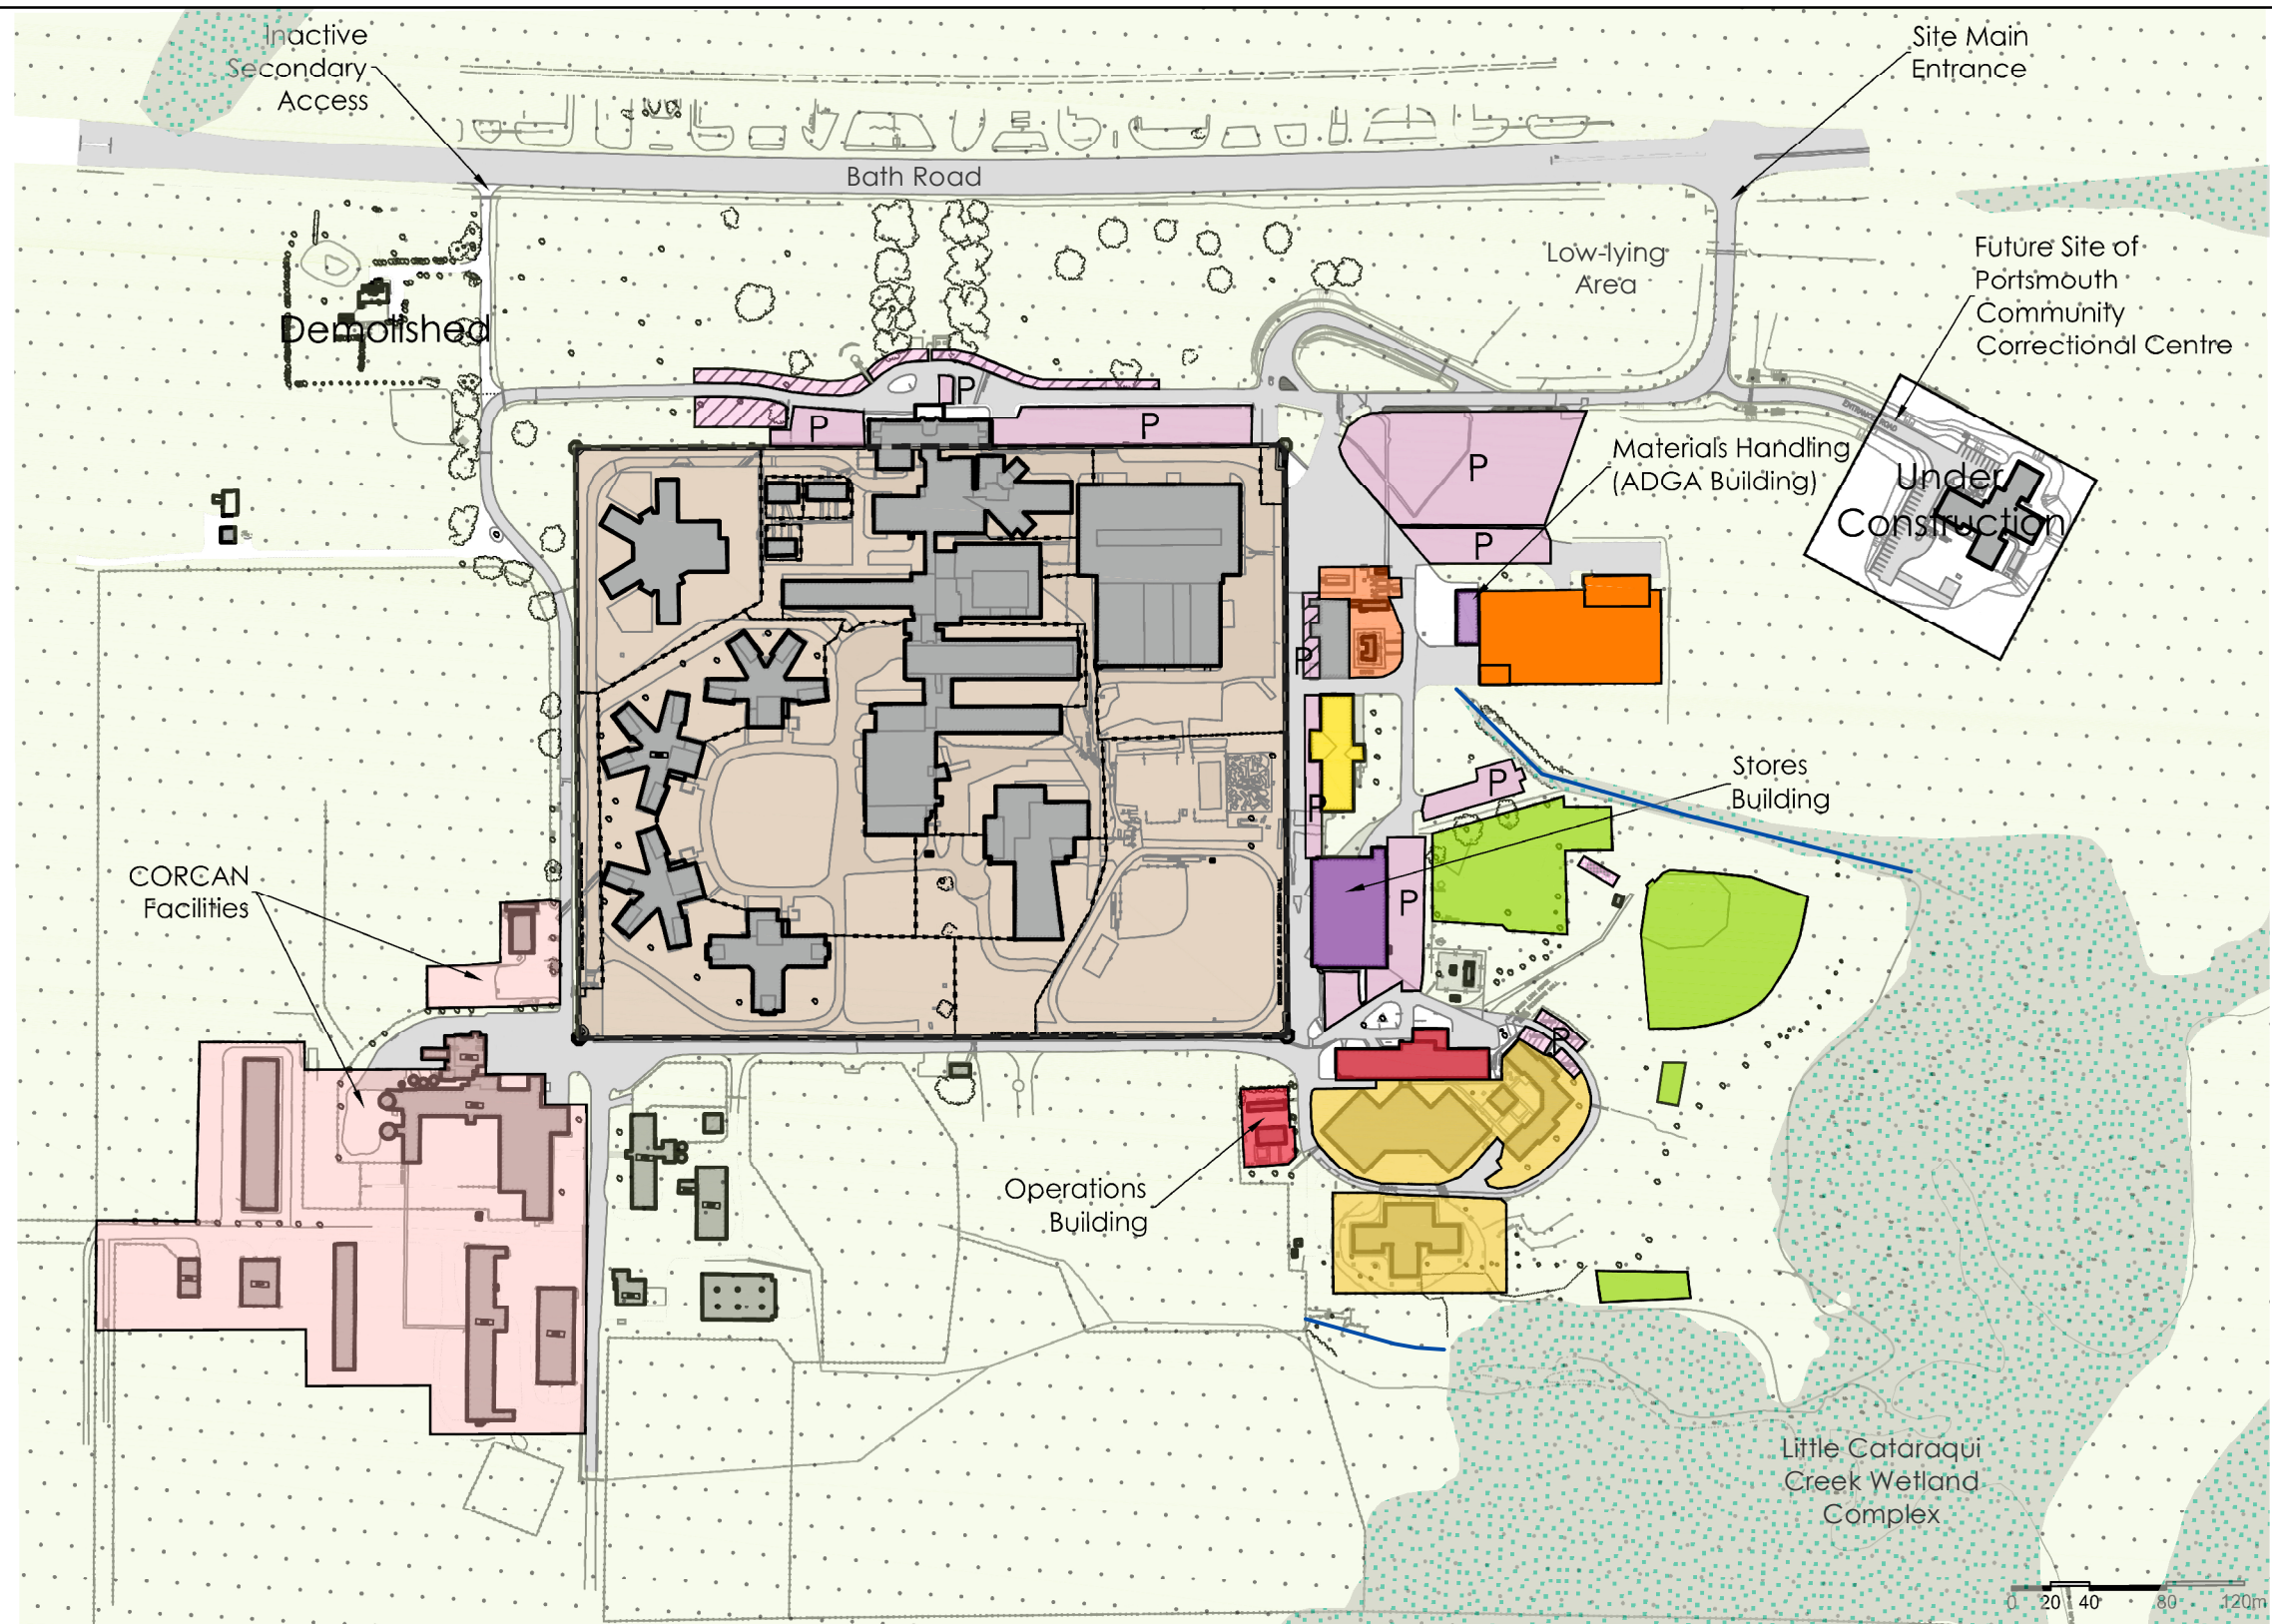 Inactive
Secondary
Access
Site Main
Entrance
Bath Road
Low-lying
Area
Future Site of
Portsmouth
Community
Correctional Centre
Demolished
P
P
P
ENTRANCE ROAD
Materials Handling
(ADGA Building)
P
Under
Construction
P
P
Stores
Building
P
P
CORCAN
Facilities
P
P
Operations
Building
Little Cataraqui
Creek Wetland
Complex
0 20 40 80 120m